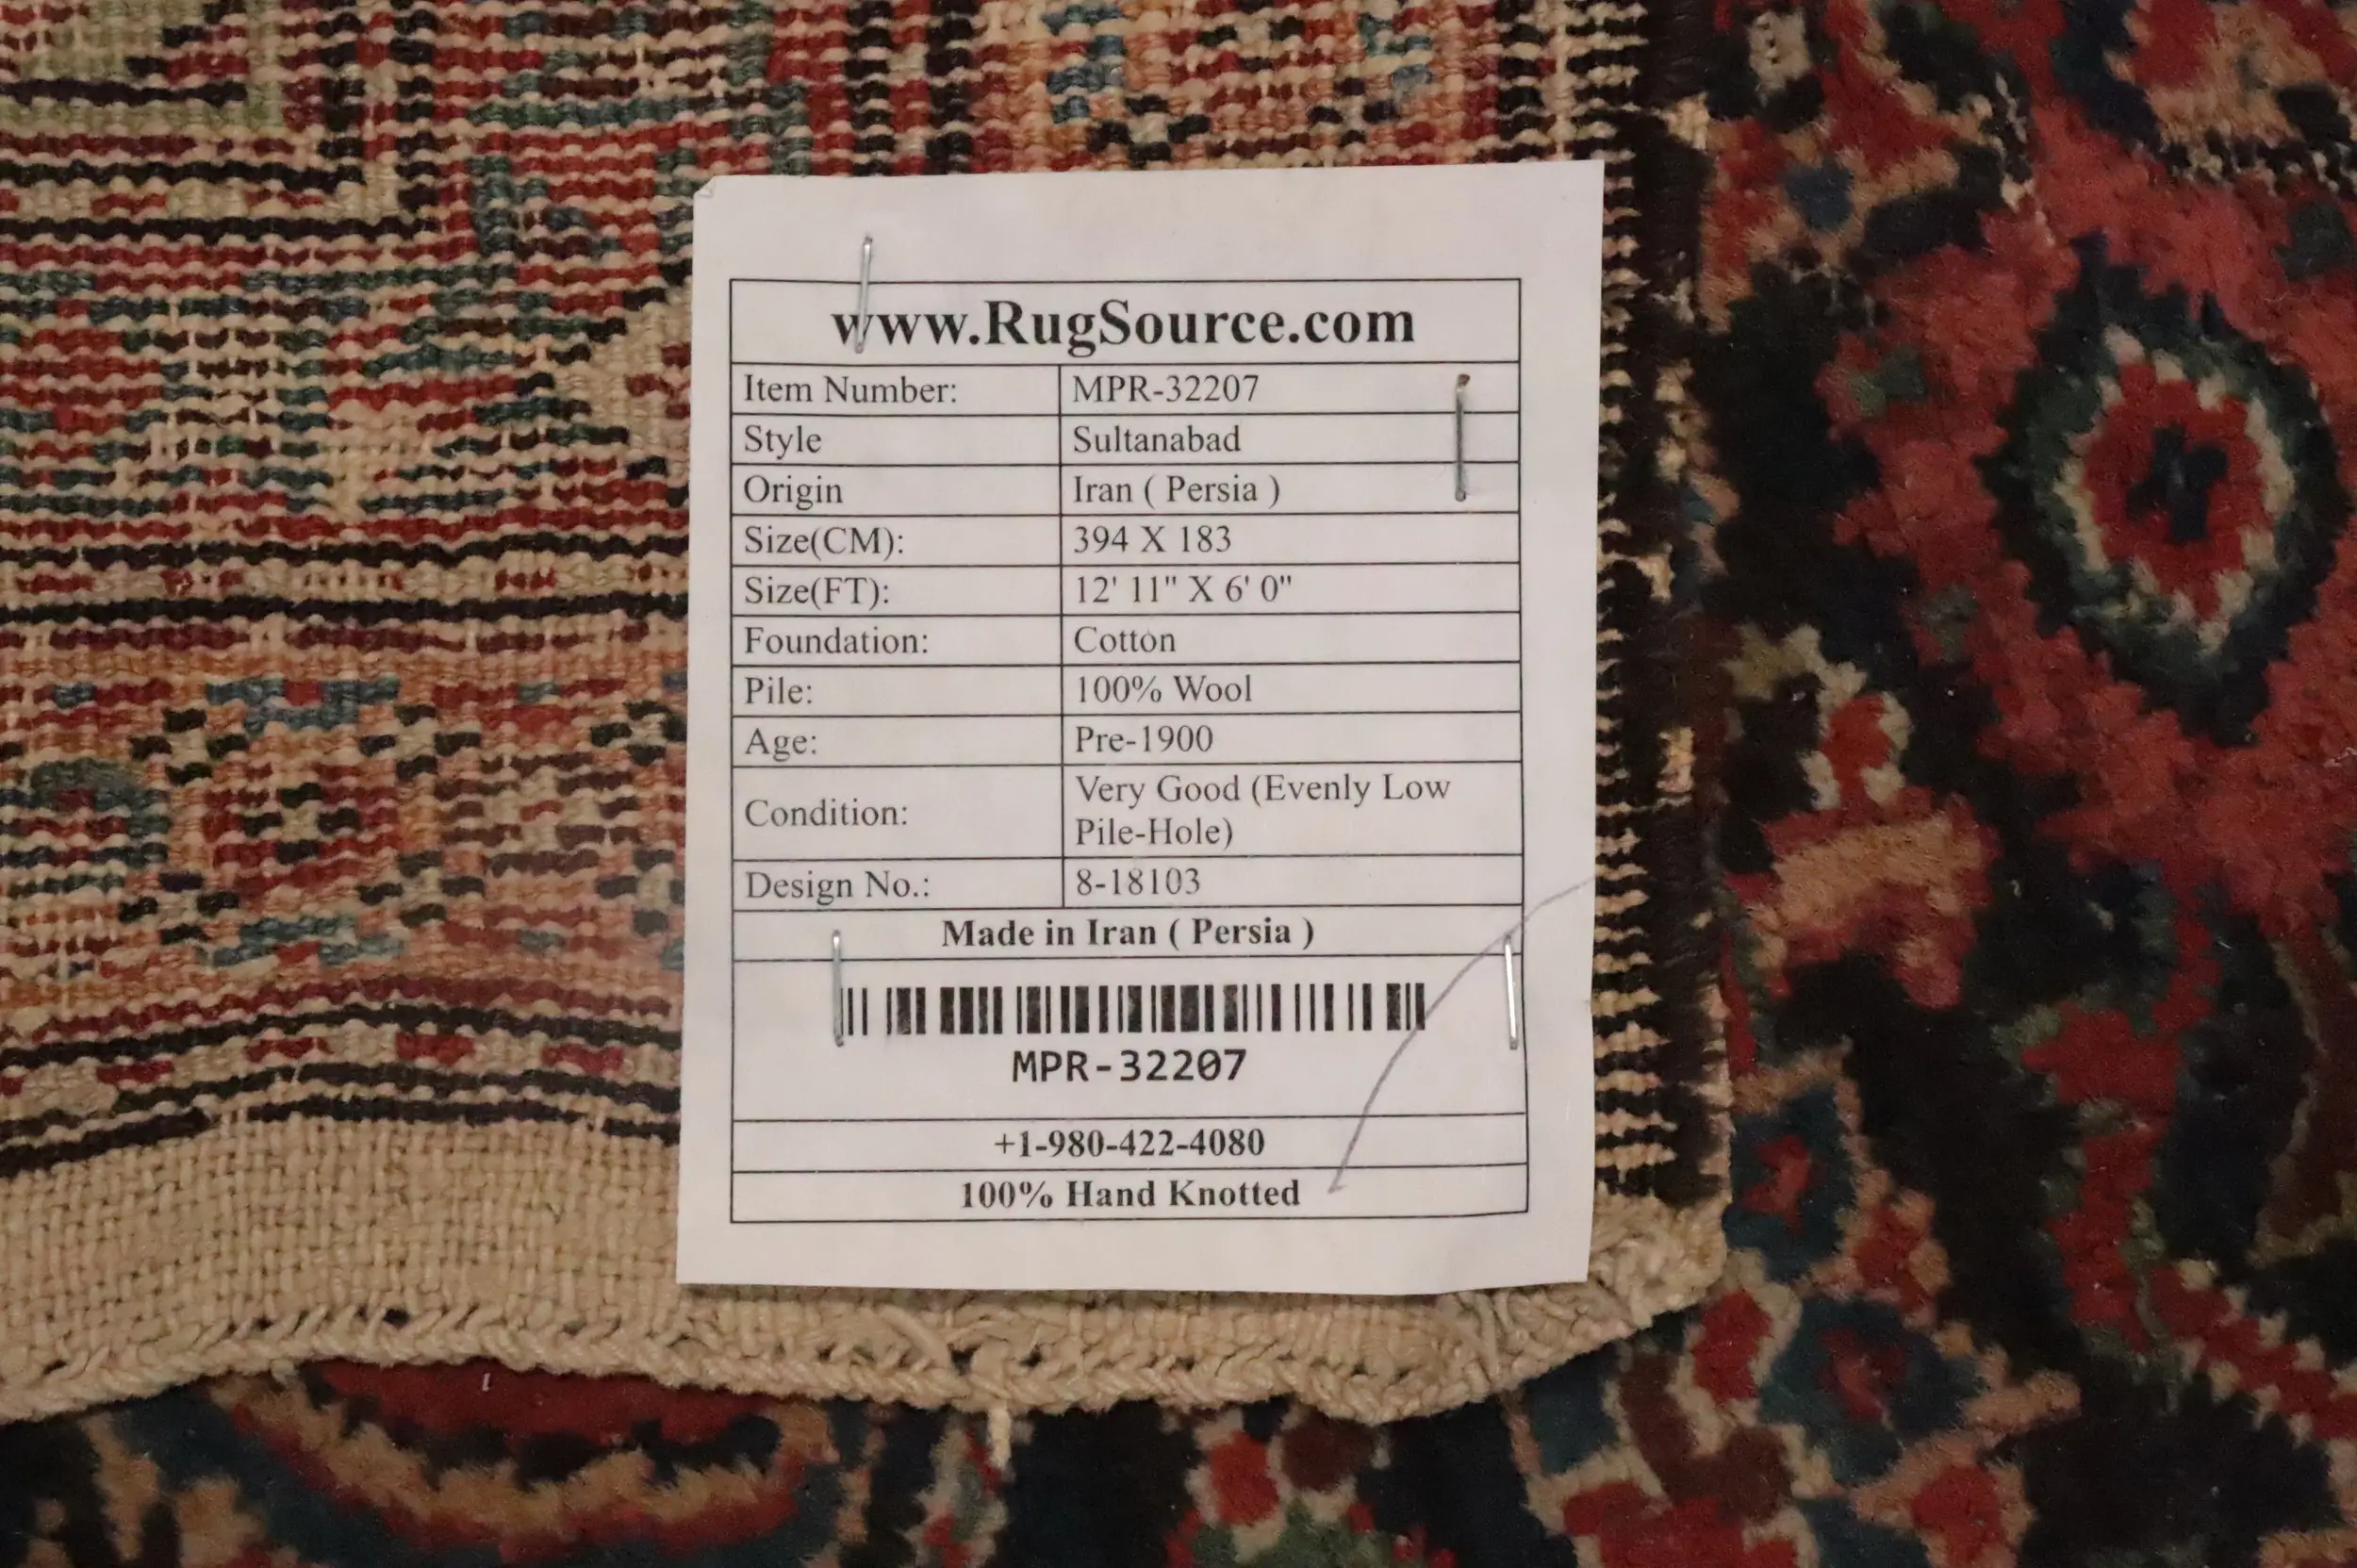 www.RugSource.com
Item Number: MPR-32207
Style Sultanabad
Origin Iran ( Persia )
Size(CM): 394 X 183
Size(FT): 12' 11" X 6' 0"
Foundation: Cotton
Pile: 100% Wool
Age: Pre-1900
Condition: Very Good (Evenly Low
Pile-Hole)
Design No.: 8-18103
Made in Iran ( Persia )
MPR-32207
+1-980-422-4080
100% Hand Knotted